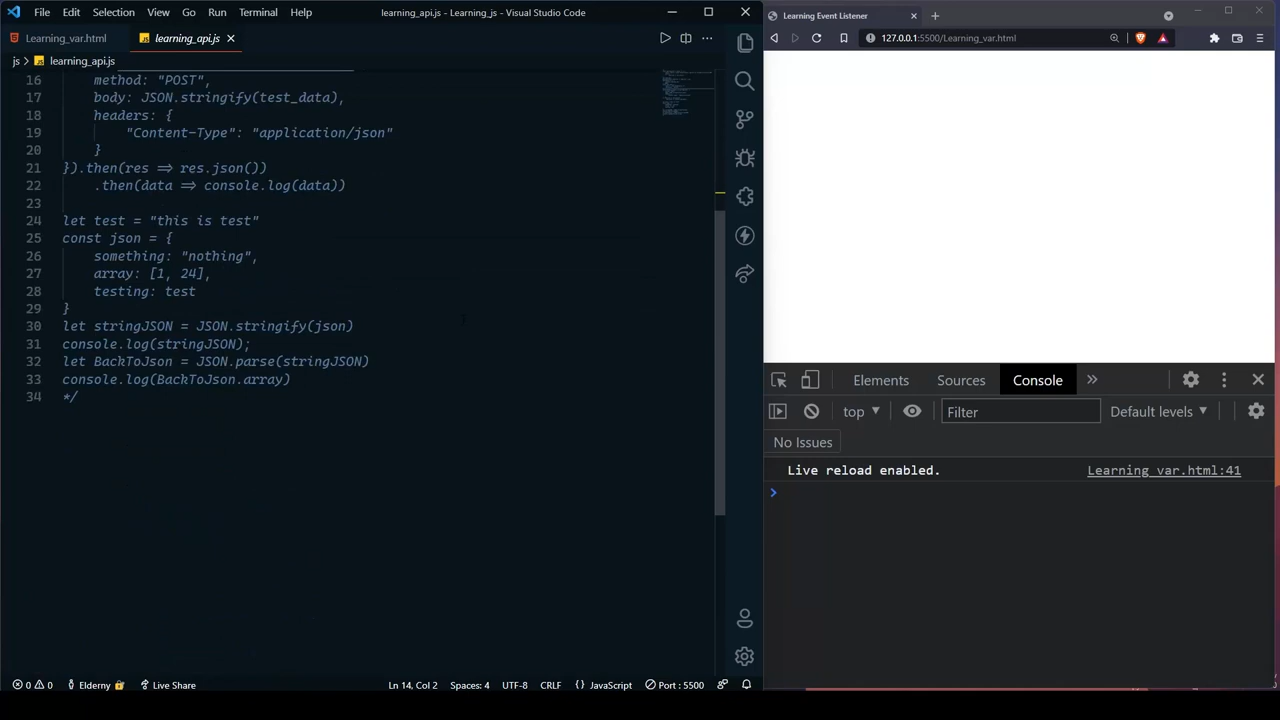 File Edit Selection View Go Run Terminal Help learning_api.js - Learning_js - Visual Studio Code
Learning_var.html JS learning_api.js
js > JS learning_api.js
16 method: "POST",
17 body: JSON.stringify(test_data),
18 headers: {
19 "Content-Type": "application/json"
20 }
21 }).then(res => res.json())
22 .then(data => console.log(data))
23
24 let test = "this is test"
25 const json = {
26 something: "nothing",
27 array: [1, 24],
28 testing: test
29 }
30 let stringJSON = JSON.stringify(json)
31 console.log(stringJSON);
32 let BackToJson = JSON.parse(stringJSON)
33 console.log(BackToJson.array)
34 */
0 0 Elderny Live Share Ln 14, Col 2 Spaces: 4 UTF-8 CRLF {} JavaScript Port : 5500
Learning Event Listener
127.0.0.1:5500/Learning_var.html
Elements Sources Console
top Filter Default levels
No Issues
Live reload enabled. Learning_var.html:41